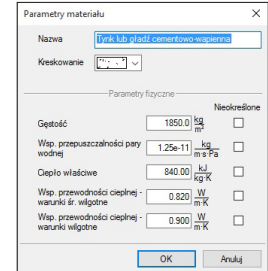 Parametry materiału
Nazwa Tynk lub gładź cementowo-wapienna
Kreskowanie
Parametry fizyczne
Nieokreślone
Gęstość 1850.0 kg/m²
Wsp. przepuszczalności pary wodnej 1.25e-11 kg/m·s·Pa
Ciepło właściwe 840.00 kJ/kg·K
Wsp. przewodności cieplnej - warunki śr. wilgotne 0.820 W/m·K
Wsp. przewodności cieplnej - warunki wilgotne 0.900 W/m·K
OK Anuluj